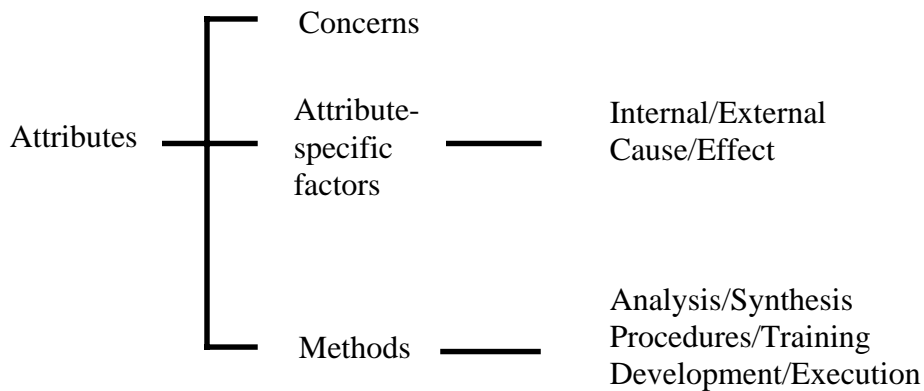 Concerns
Attributes
Attribute-
specific
factors
Internal/External
Cause/Effect
Methods
Analysis/Synthesis
Procedures/Training
Development/Execution